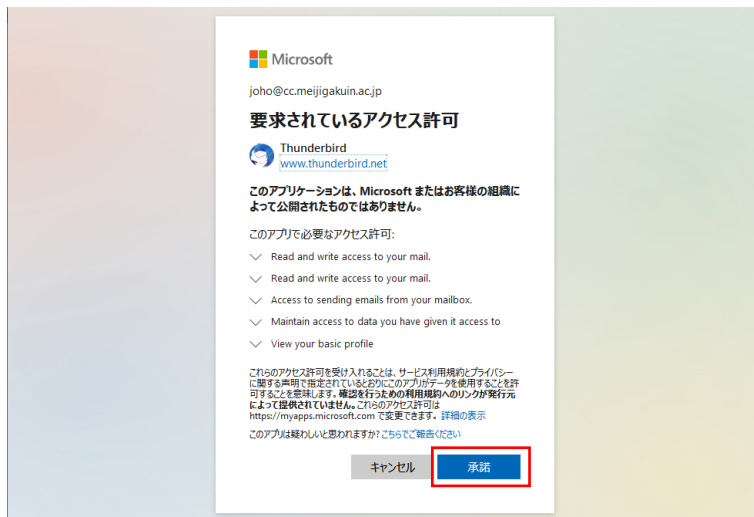 Microsoft
joho@cc.meijigakuin.ac.jp
要求されているアクセス許可
Thunderbird
www.thunderbird.net
このアプリケーションは、Microsoft またはお客様の組織に
よって公開されたものではありません。
このアプリで必要なアクセス許可:
Read and write access to your mail.
Read and write access to your mail.
Access to sending emails from your mailbox.
Maintain access to data you have given it access to
View your basic profile
これらのアクセス許可を受け入れることは、サービス利用規約とプライバシー
に関する声明で指定されているとおりにこのアプリがデータを使用することを許
可することを意味します。確認を行うための利用規約へのリンクが発行元
によって提供されていません。これらのアクセス許可は
https://myapps.microsoft.com で変更できます。詳細の表示
このアプリは疑わしいと思われますか? こちらでご報告ください
キャンセル
承諾